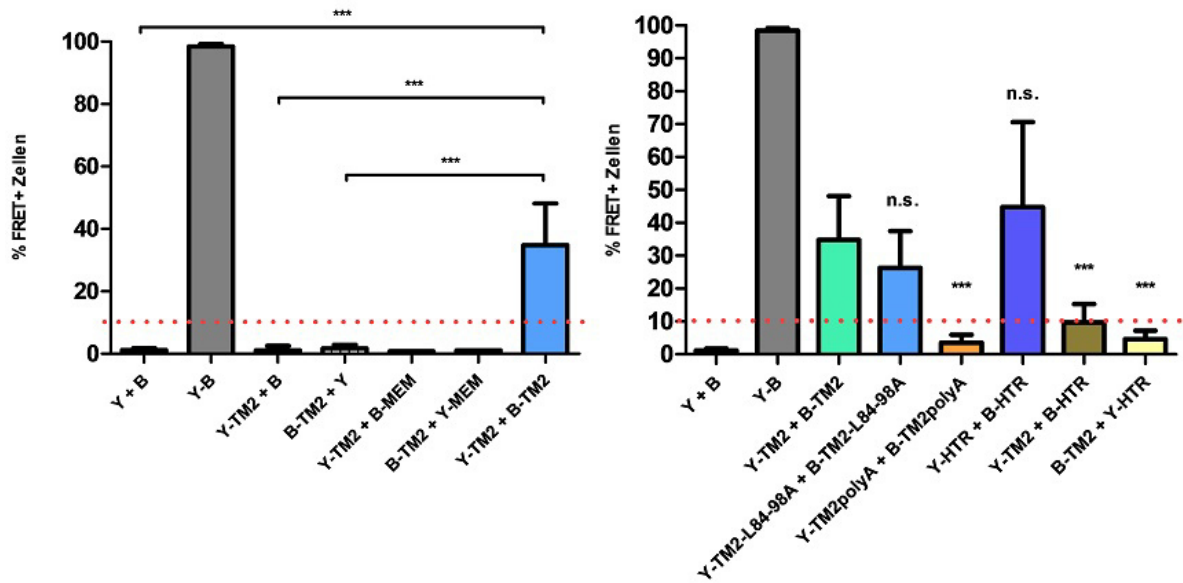 ***
***
***
% FRET+ Zellen
100
80
60
40
20
0
Y + B
Y-B
Y-TM2 + B
B-TM2 + Y
Y-TM2 + B-MEM
B-TM2 + Y-MEM
Y-TM2 + B-TM2
% FRET+ Zellen
100
90
80
70
60
50
40
30
20
10
0
n.s.
***
n.s.
***
***
Y + B
Y-B
Y-TM2 + B-TM2
Y-TM2-L84-98A + B-TM2-L84-98A
Y-TM2polyA + B-TM2polyA
Y-HTR + B-HTR
Y-TM2 + B-HTR
B-TM2 + Y-HTR